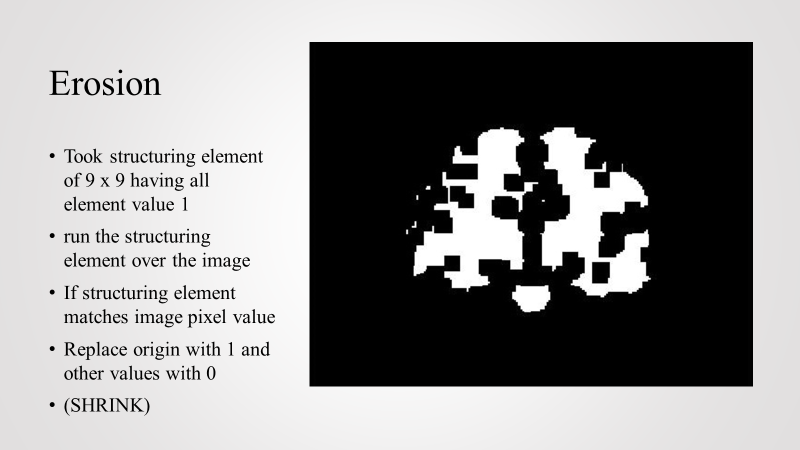 Erosion
• Took structuring element
of 9 x 9 having all
element value 1
• run the structuring
element over the image
• If structuring element
matches image pixel value
• Replace origin with 1 and
other values with 0
• (SHRINK)